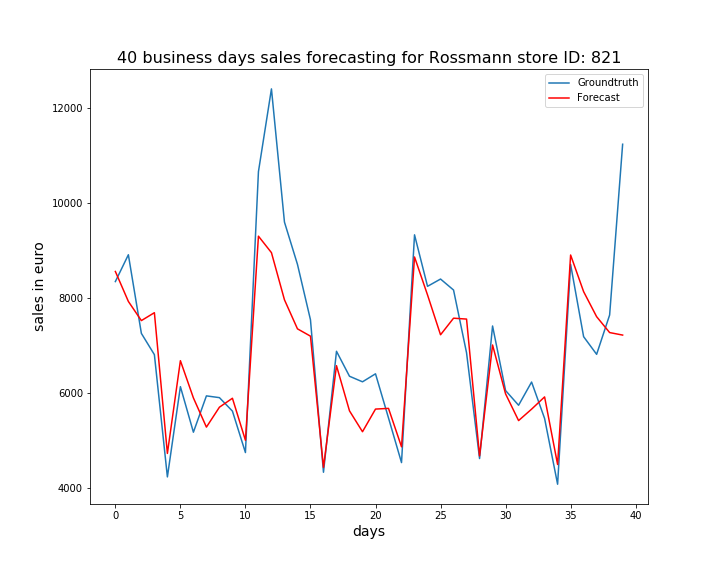 40 business days sales forecasting for Rossmann store ID: 821
Groundtruth
Forecast
12000
10000
8000
6000
4000
sales in euro
0 5 10 15 20 25 30 35 40
days